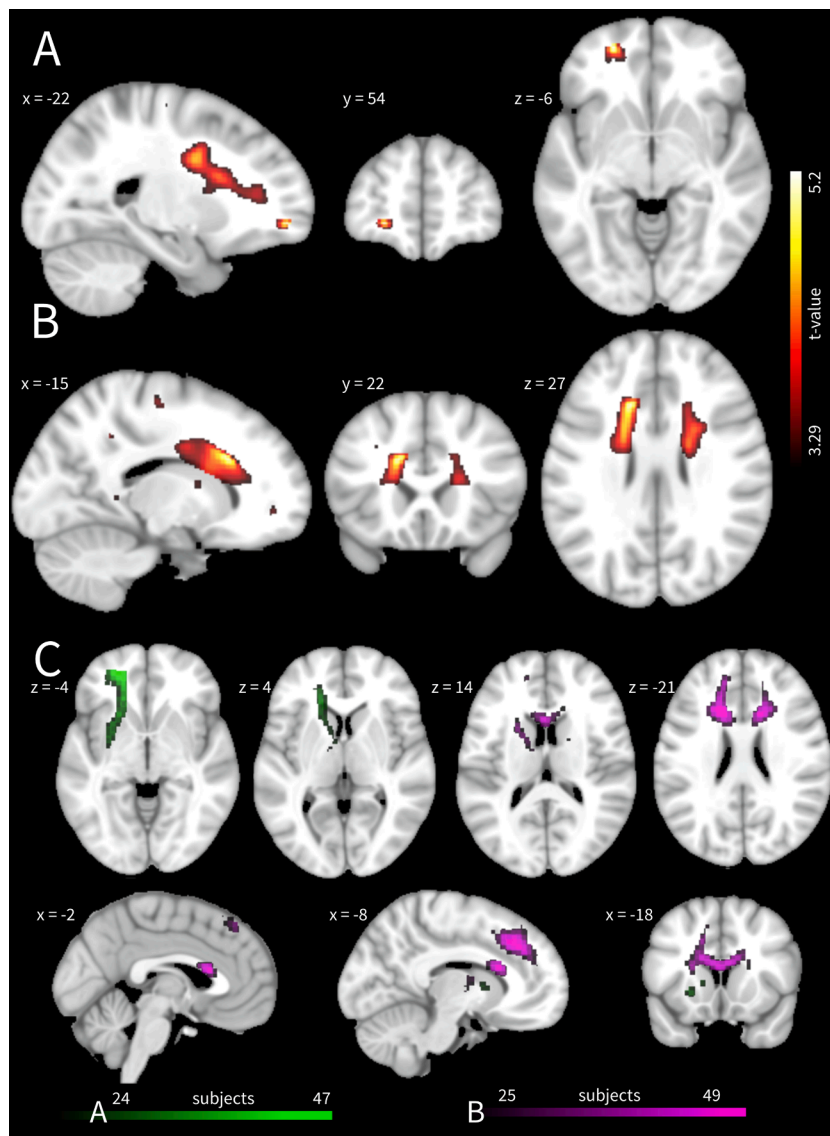 A
x = -22
y = 54
z = -6
5.2
t-value
3.29
B
x = -15
y = 22
z = 27
C
z = -4
z = 4
z = 14
z = -21
x = -2
x = -8
x = -18
24 subjects 47
A
25 subjects 49
B